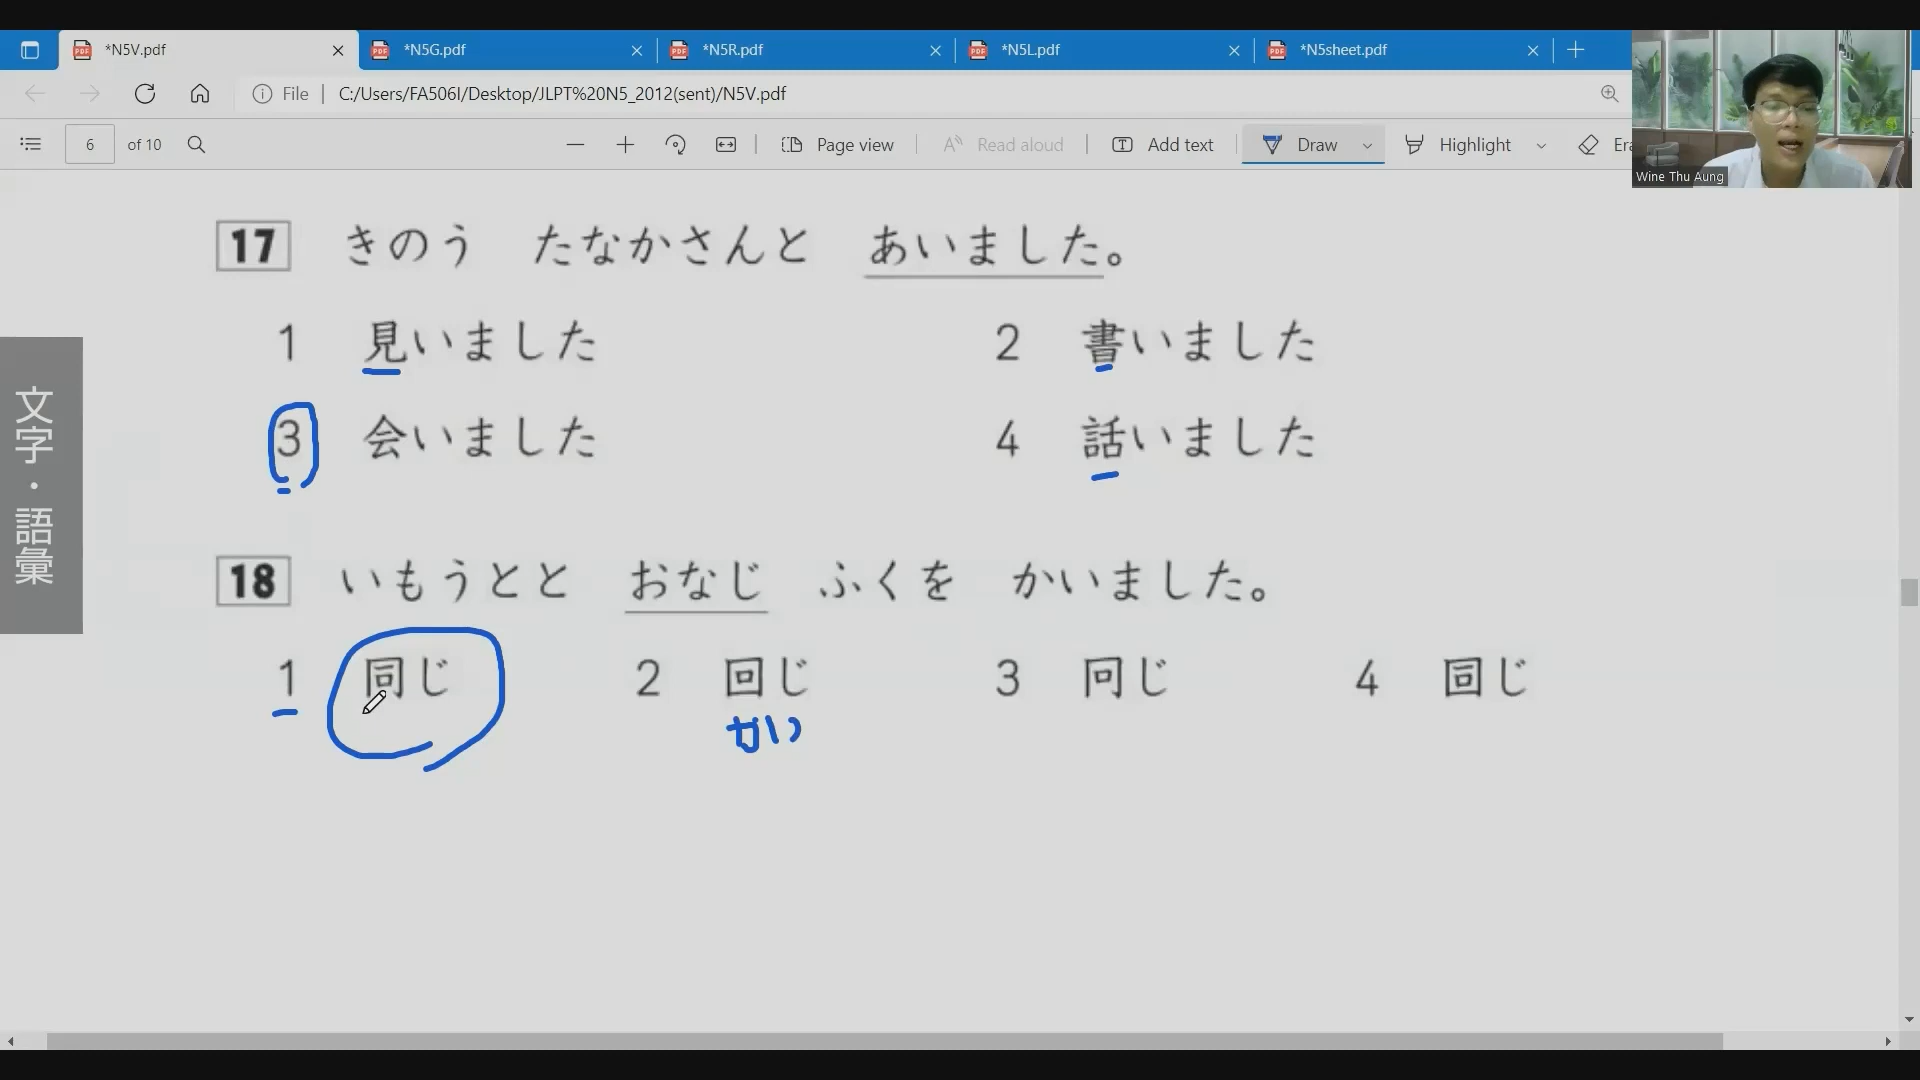 *N5V.pdf
*N5G.pdf
*N5R.pdf
*N5L.pdf
*N5sheet.pdf
File
C:/Users/FA506I/Desktop/JLPT%20N5_2012(sent)/N5V.pdf
6 of 10
Page view
Read aloud
Add text
Draw
Highlight
Era
Wine Thu Aung
文字・語彙
17 きのう たなかさんと あいました。
1 見いました 2 書いました
3 会いました 4 話いました
18 いもうとと おなじ ふくを かいました。
1 同じ 2 回じ 3 

じ 4 

じ
かい